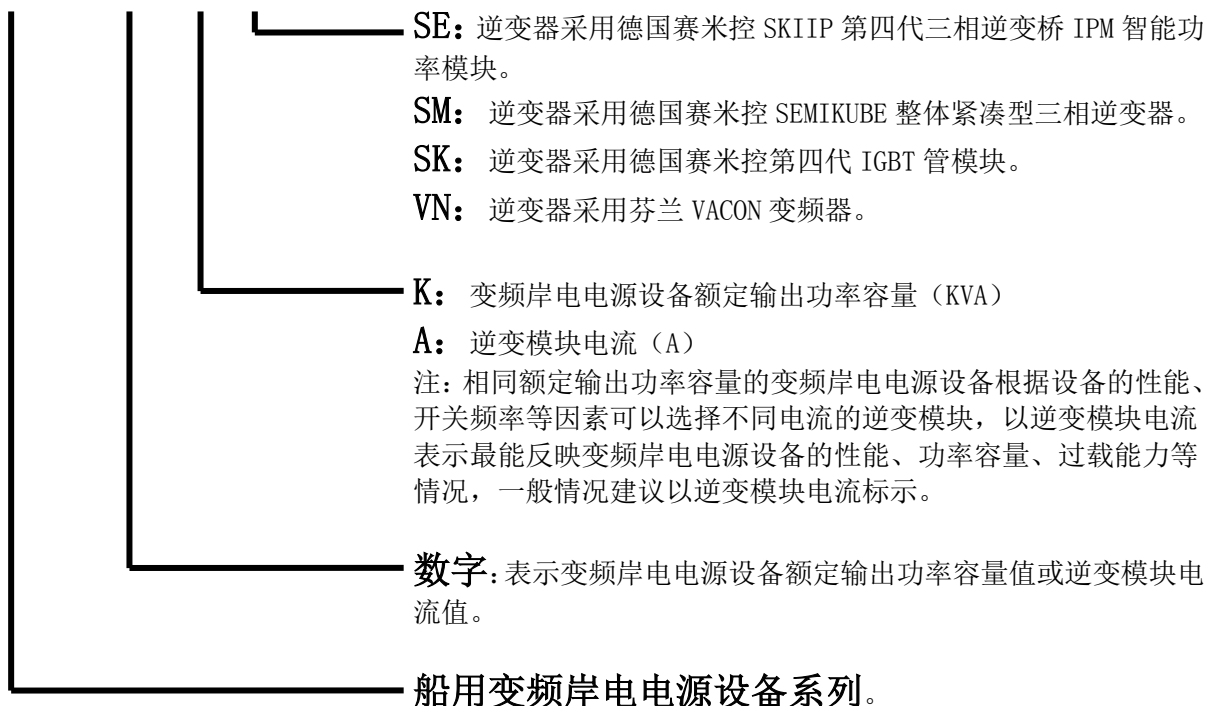 SE：逆变器采用德国赛米控 SKIIP 第四代三相逆变桥 IPM 智能功
率模块。
SM： 逆变器采用德国赛米控 SEMIKUBE 整体紧凑型三相逆变器。
SK： 逆变器采用德国赛米控第四代 IGBT 管模块。
VN： 逆变器采用芬兰 VACON 变频器。
K： 变频岸电电源设备额定输出功率容量（KVA）
A： 逆变模块电流（A）
注：相同额定输出功率容量的变频岸电电源设备根据设备的性能、
开关频率等因素可以选择不同电流的逆变模块，以逆变模块电流
表示最能反映变频岸电电源设备的性能、功率容量、过载能力等
情况，一般情况建议以逆变模块电流标示。
数字：表示变频岸电电源设备额定输出功率容量值或逆变模块电
流值。
船用变频岸电电源设备系列。